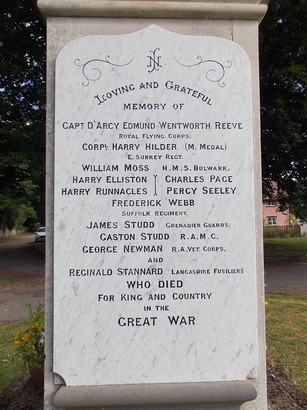 IN
LOVING AND GRATEFUL
MEMORY OF
CAPT D'ARCY EDMUND WENTWORTH REEVE
ROYAL FLYING CORPS.
CORPL HARRY HILDER (M. MEDAL)
E. SURREY REGT.
WILLIAM MOSS H.M.S. BULWARK.
HARRY ELLISTON CHARLES PAGE
HARRY RUNNACLES PERCY SEELEY
FREDERICK WEBB
SUFFOLK REGIMENT.
JAMES STUDD GRENADIER GUARDS.
GASTON STUDD R.A.M.C.
GEORGE NEWMAN R.A.VET. CORPS.
AND
REGINALD STANNARD LANCASHIRE FUSILIERS
WHO DIED
FOR KING AND COUNTRY
IN THE
GREAT WAR